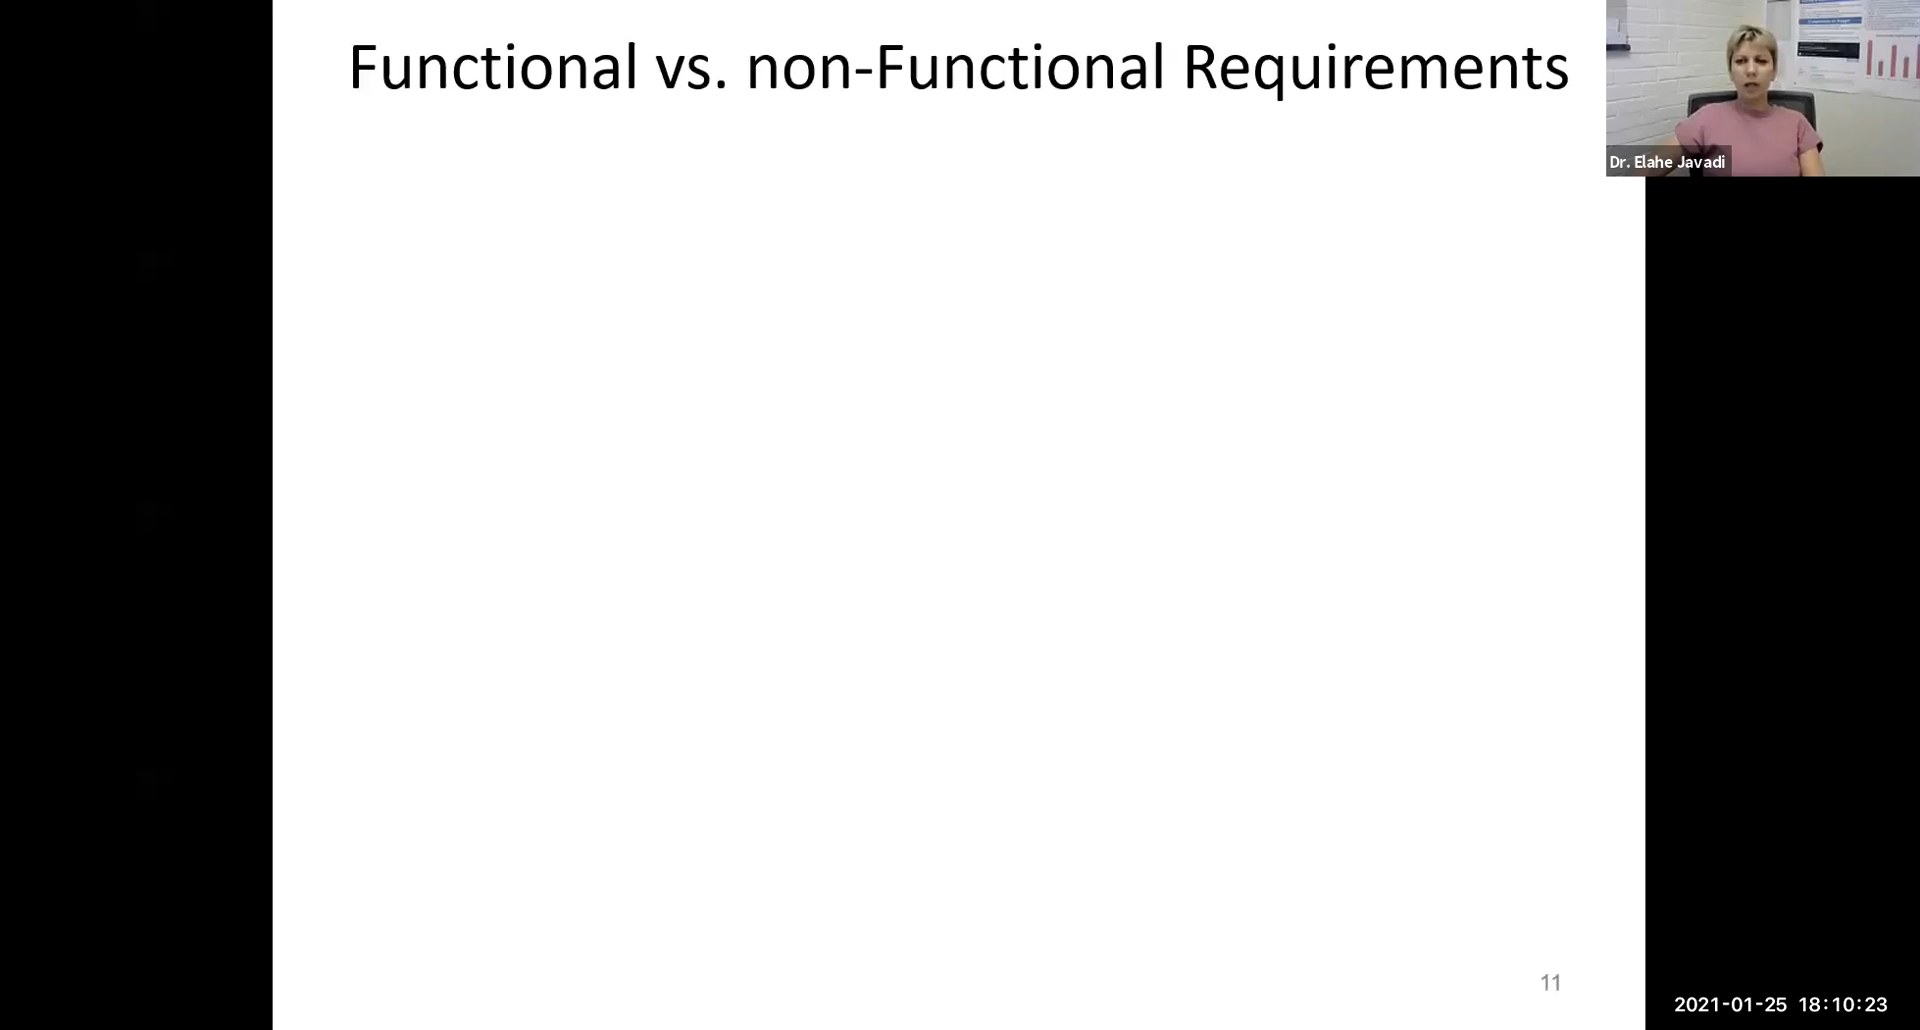 Functional vs. non-Functional Requirements
Dr. Elahe Javadi
11
2021-01-25 18:10:23